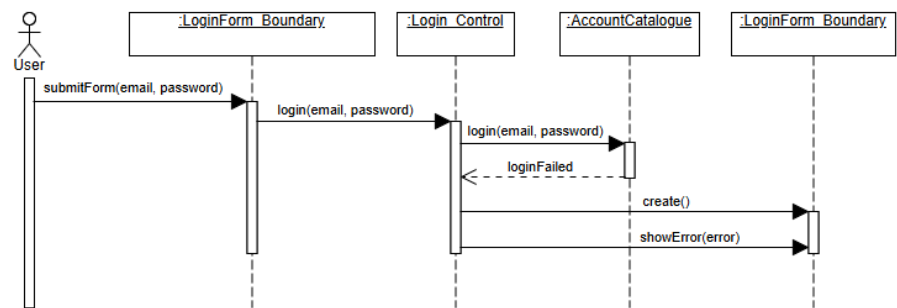 :LoginForm_Boundary
:Login_Control
:AccountCatalogue
:LoginForm_Boundary
User
submitForm(email, password)
login(email, password)
login(email, password)
loginFailed
create()
showError(error)